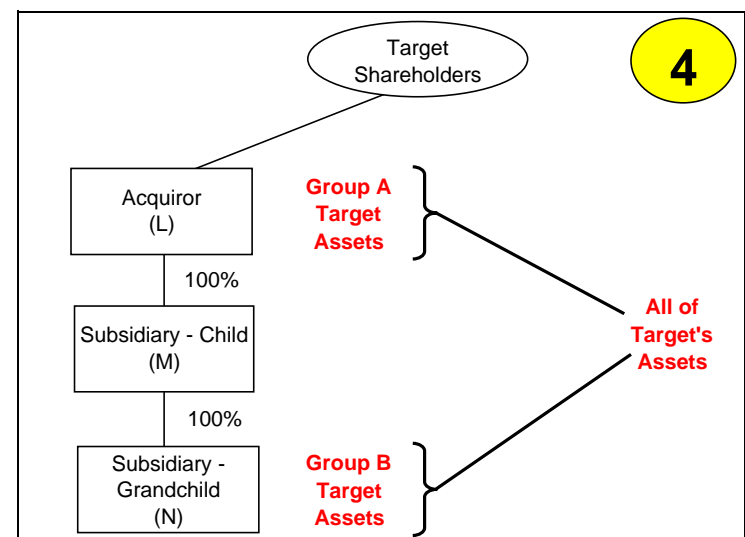 Target
Shareholders
4
Acquiror
(L)
Group A
Target
Assets
100%
Subsidiary - Child
(M)
All of
Target's
Assets
100%
Subsidiary -
Grandchild
(N)
Group B
Target
Assets